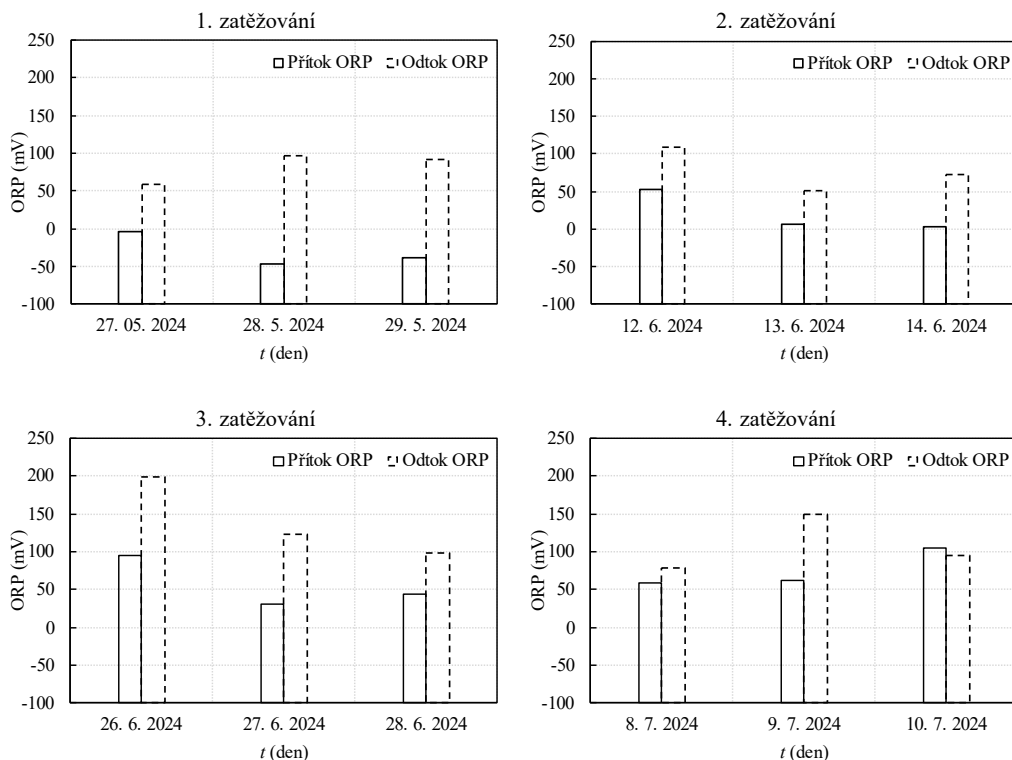 1. zatěžování
250
200
150
100
50
0
-50
-100
ORP (mV)
Přítok ORP Odtok ORP
27. 05. 2024 28. 5. 2024 29. 5. 2024
t (den)
2. zatěžování
250
200
150
100
50
0
-50
-100
ORP (mV)
Přítok ORP Odtok ORP
12. 6. 2024 13. 6. 2024 14. 6. 2024
t (den)
3. zatěžování
250
200
150
100
50
0
-50
-100
ORP (mV)
Přítok ORP Odtok ORP
26. 6. 2024 27. 6. 2024 28. 6. 2024
t (den)
4. zatěžování
250
200
150
100
50
0
-50
-100
ORP (mV)
Přítok ORP Odtok ORP
8. 7. 2024 9. 7. 2024 10. 7. 2024
t (den)